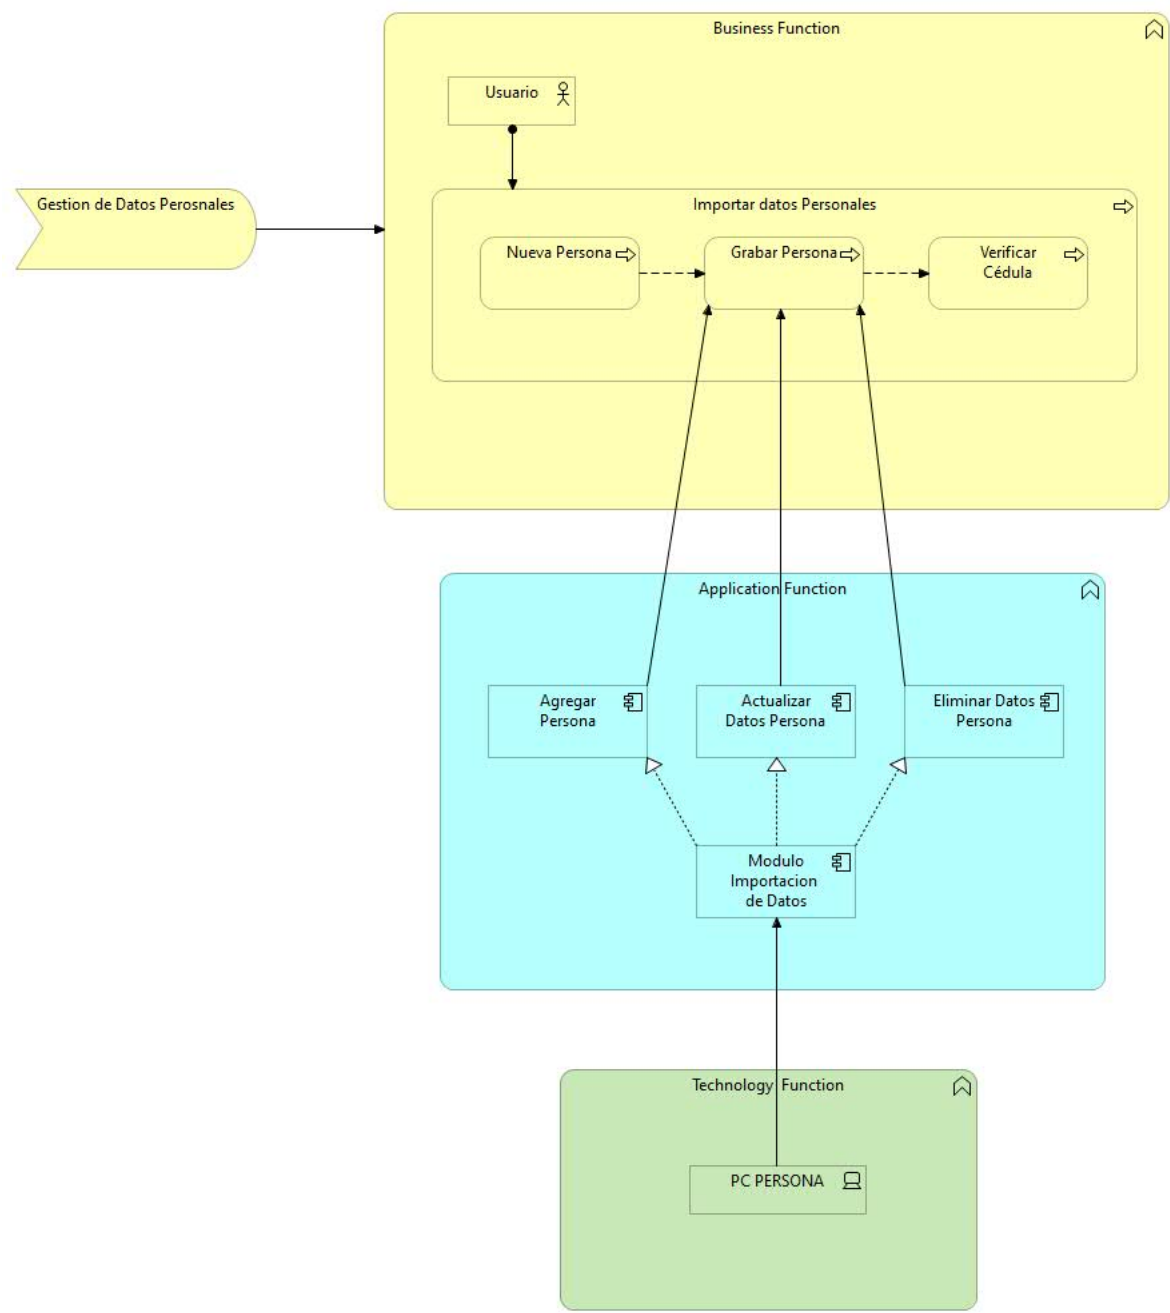 Business Function
Usuario
Gestion de Datos Perosnales
Importar datos Personales
Nueva Persona
Grabar Persona
Verificar
Cédula
Application Function
Agregar
Persona
Actualizar
Datos Persona
Eliminar Datos
Persona
Modulo
Importacion
de Datos
Technology Function
PC PERSONA